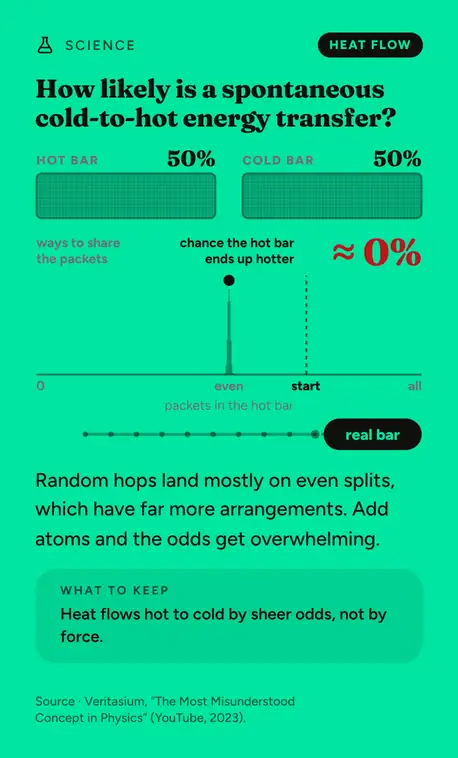 SCIENCE
HEAT FLOW
How likely is a spontaneous
cold-to-hot energy transfer?
HOT BAR 50%
COLD BAR 50%
ways to share
the packets
chance the hot bar
ends up hotter
≈ 0%
0 even start all
packets in the hot bar
real bar
Random hops land mostly on even splits,
which have far more arrangements. Add
atoms and the odds get overwhelming.
WHAT TO KEEP
Heat flows hot to cold by sheer odds, not by
force.
Source · Veritasium, “The Most Misunderstood
Concept in Physics” (YouTube, 2023).